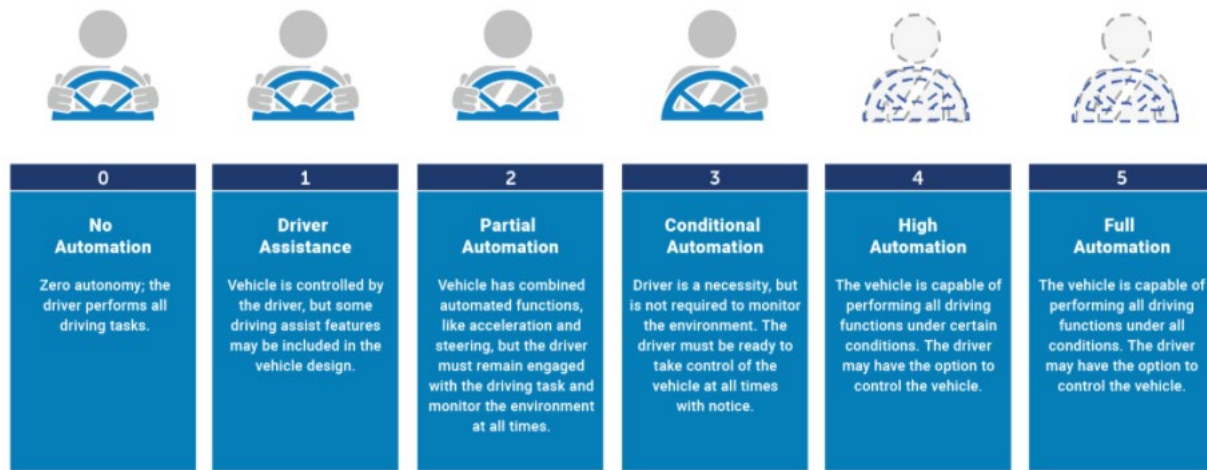 0
No
Automation
Zero autonomy; the
driver performs all
driving tasks.
1
Driver
Assistance
Vehicle is controlled by
the driver, but some
driving assist features
may be included in the
vehicle design.
2
Partial
Automation
Vehicle has combined
automated functions,
like acceleration and
steering, but the driver
must remain engaged
with the driving task and
monitor the environment
at all times.
3
Conditional
Automation
Driver is a necessity, but
is not required to monitor
the environment. The
driver must be ready to
take control of the
vehicle at all times
with notice.
4
High
Automation
The vehicle is capable of
performing all driving
functions under certain
conditions. The driver
may have the option to
control the vehicle.
5
Full
Automation
The vehicle is capable of
performing all driving
functions under all
conditions. The driver
may have the option to
control the vehicle.